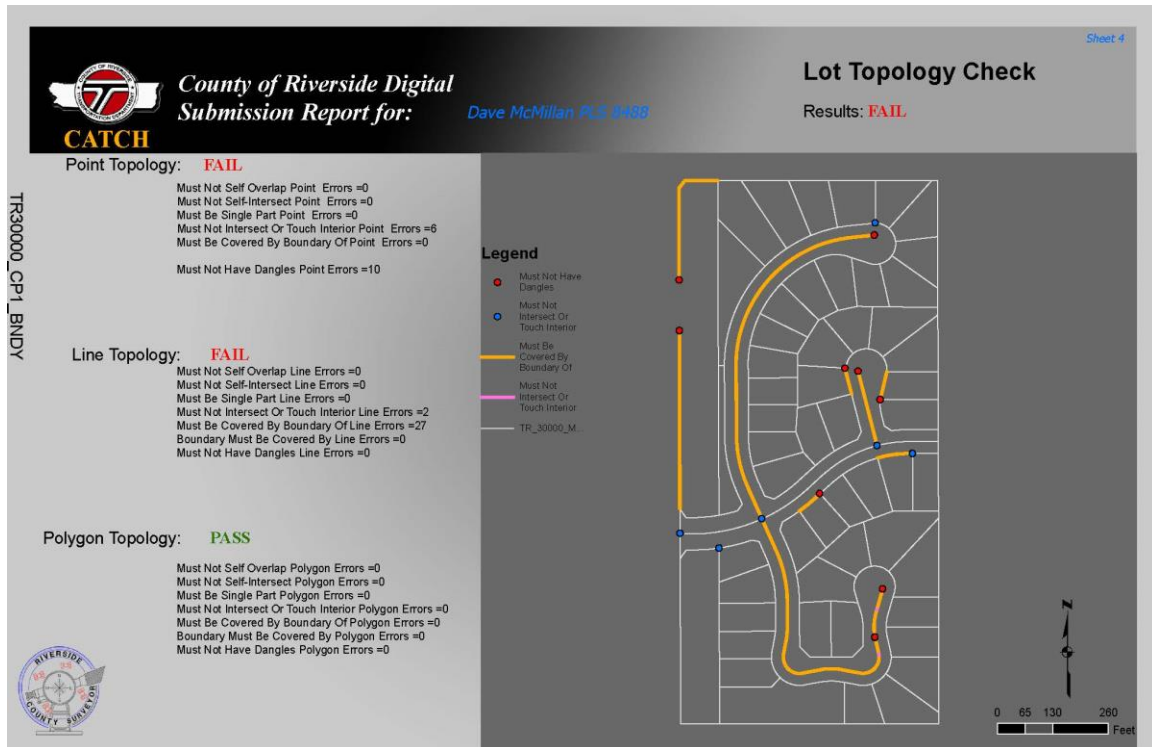 Sheet 4
County of Riverside Digital
Submission Report for:
Dave McMillan PLS 8488
Lot Topology Check
Results: FAIL
COUNTY OF RIVERSIDE
TRANSPORTATION DEPARTMENT
CATCH
TR30000_CP1_BNDY
Point Topology: FAIL
Must Not Self Overlap Point Errors =0
Must Not Self-Intersect Point Errors =0
Must Be Single Part Point Errors =0
Must Not Intersect Or Touch Interior Point Errors =6
Must Be Covered By Boundary Of Point Errors =0
Must Not Have Dangles Point Errors =10
Line Topology: FAIL
Must Not Self Overlap Line Errors =0
Must Not Self-Intersect Line Errors =0
Must Be Single Part Line Errors =0
Must Not Intersect Or Touch Interior Line Errors =2
Must Be Covered By Boundary Of Line Errors =27
Boundary Must Be Covered By Line Errors =0
Must Not Have Dangles Line Errors =0
Polygon Topology: PASS
Must Not Self Overlap Polygon Errors =0
Must Not Self-Intersect Polygon Errors =0
Must Be Single Part Polygon Errors =0
Must Not Intersect Or Touch Interior Polygon Errors =0
Must Be Covered By Boundary Of Polygon Errors =0
Boundary Must Be Covered By Polygon Errors =0
Must Not Have Dangles Polygon Errors =0
RIVERSIDE
COUNTY SURVEYOR
Legend
Must Not Have
Dangles
Must Not
Intersect Or
Touch Interior
Must Be
Covered By
Boundary Of
Must Not
Intersect Or
Touch Interior
TR_30000_M...
N
0 65 130 260
Feet